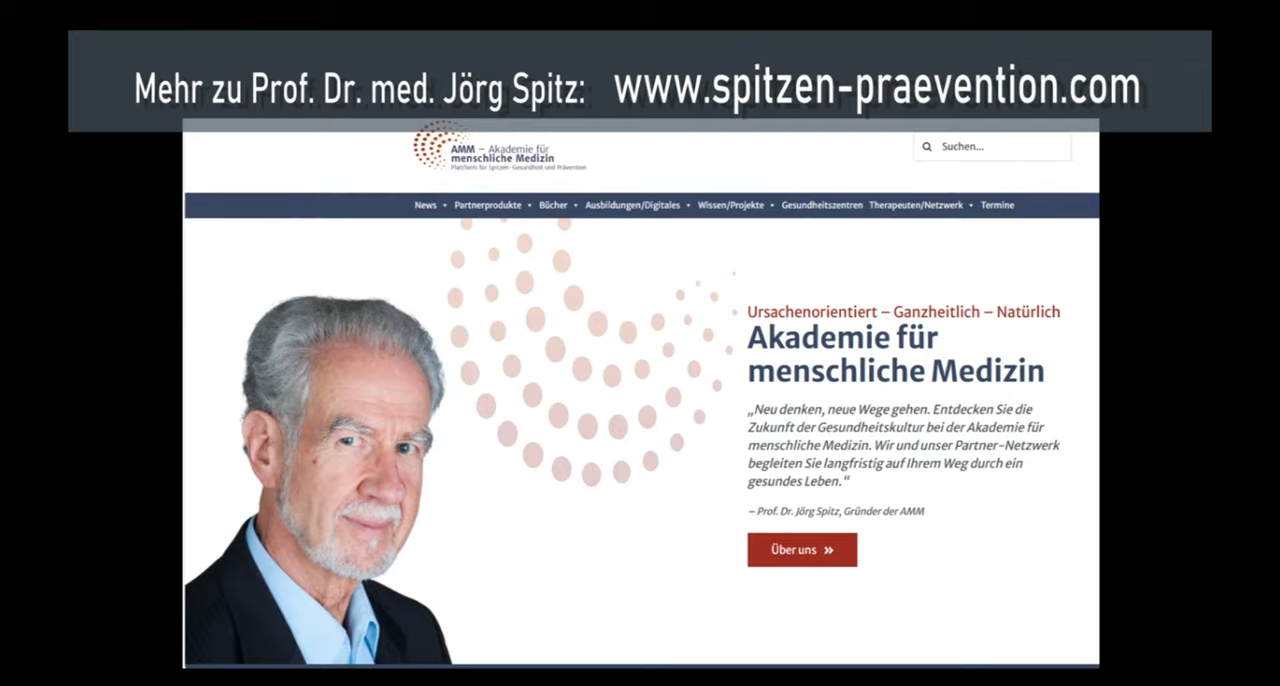 Mehr zu Prof. Dr. med. Jörg Spitz: www.spitzen-praevention.com
AMM – Akademie für
menschliche Medizin
Plattform für Spitzen-Gesundheit und Prävention
Suchen...
News Partnerprodukte Bücher Ausbildungen/Digitales Wissen/Projekte Gesundheitszentren Therapeuten/Netzwerk Termine
Ursachenorientiert – Ganzheitlich – Natürlich
Akademie für
menschliche Medizin
„Neu denken, neue Wege gehen. Entdecken Sie die
Zukunft der Gesundheitskultur bei der Akademie für
menschliche Medizin. Wir und unser Partner-Netzwerk
begleiten Sie langfristig auf Ihrem Weg durch ein
gesundes Leben.“
– Prof. Dr. Jörg Spitz, Gründer der AMM
Über uns »